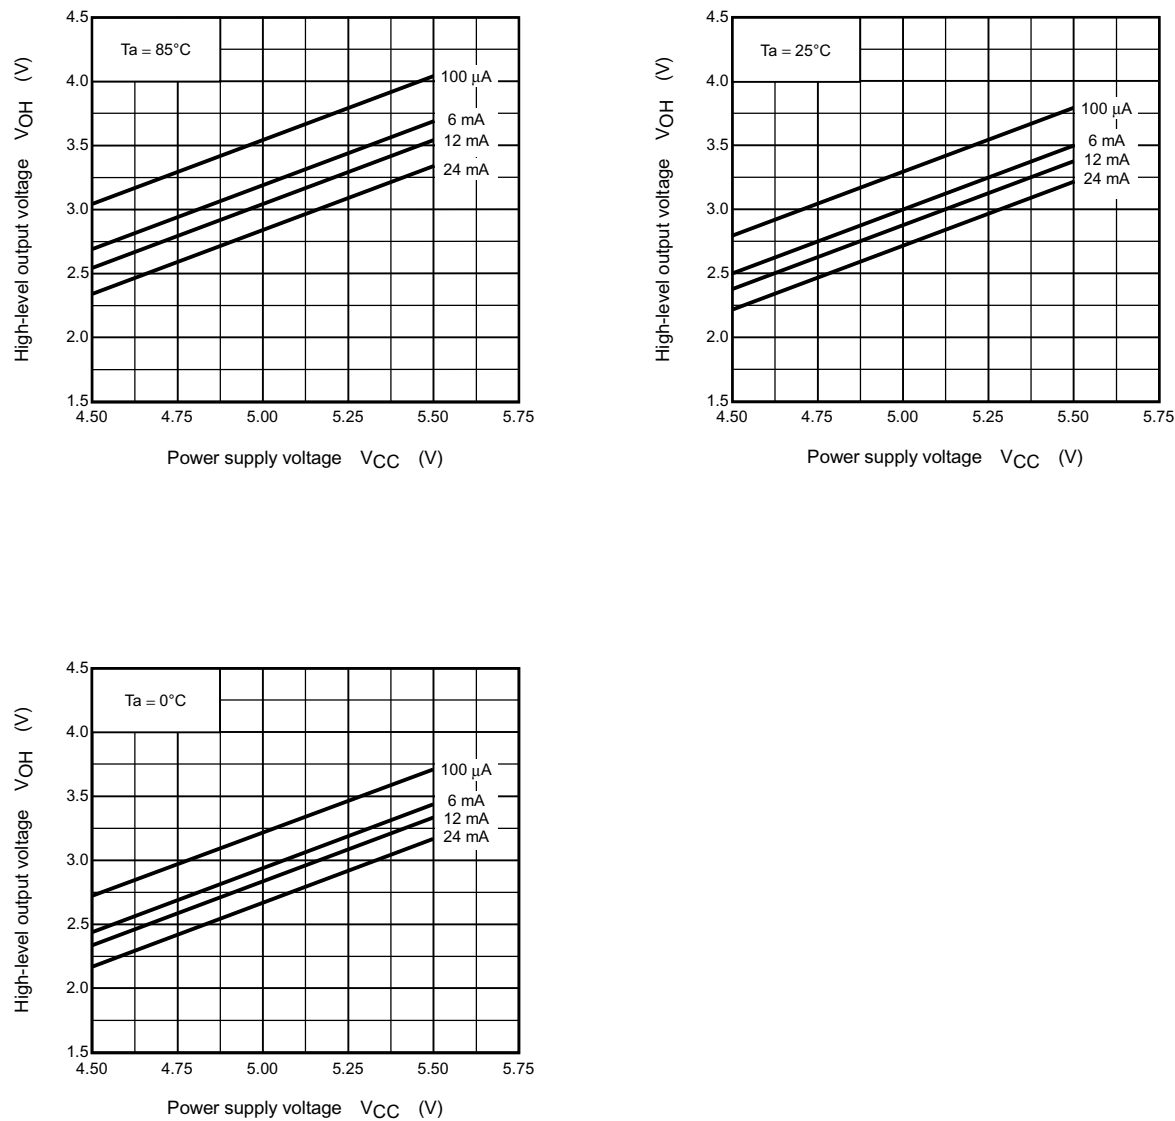 Ta = 85°C
High-level output voltage VOH (V)
4.5
4.0
3.5
3.0
2.5
2.0
1.5
100 μA
6 mA
12 mA
24 mA
4.50 4.75 5.00 5.25 5.50 5.75
Power supply voltage VCC (V)
Ta = 25°C
High-level output voltage VOH (V)
4.5
4.0
3.5
3.0
2.5
2.0
1.5
100 μA
6 mA
12 mA
24 mA
4.50 4.75 5.00 5.25 5.50 5.75
Power supply voltage VCC (V)
Ta = 0°C
High-level output voltage VOH (V)
4.5
4.0
3.5
3.0
2.5
2.0
1.5
100 μA
6 mA
12 mA
24 mA
4.50 4.75 5.00 5.25 5.50 5.75
Power supply voltage VCC (V)